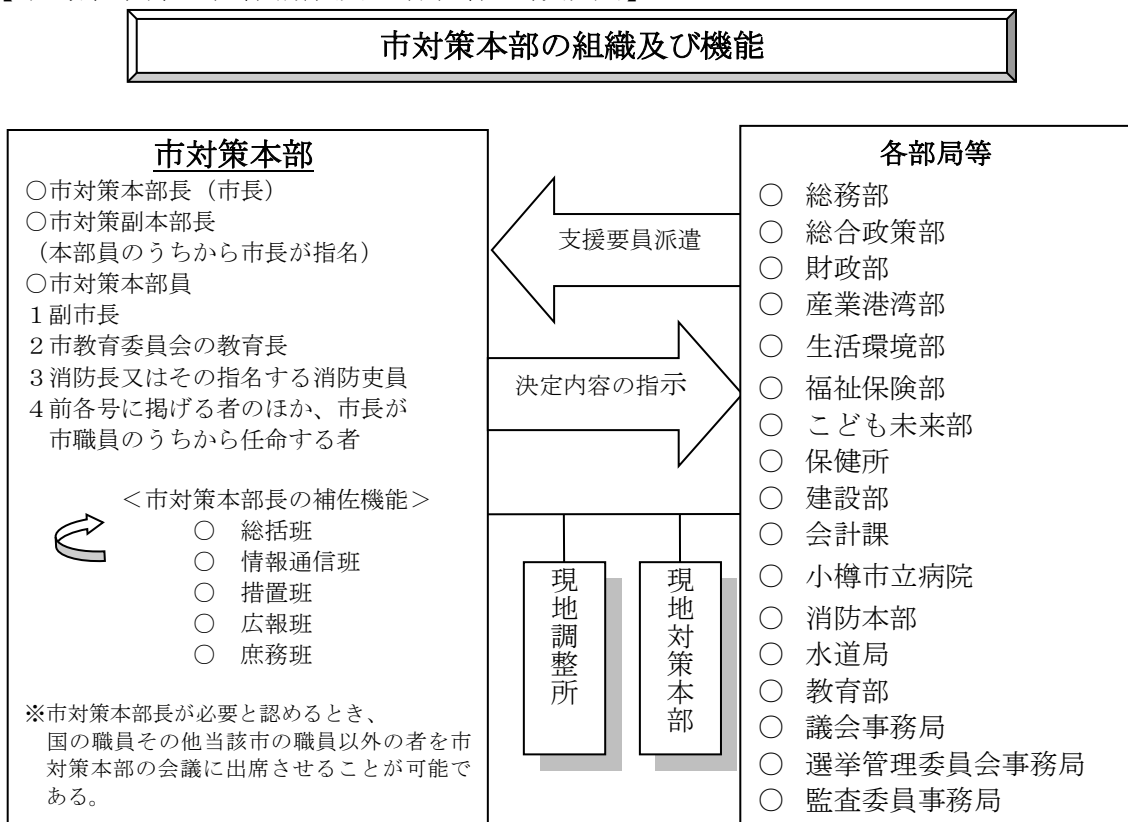 市対策本部の組織及び機能
市対策本部
○市対策本部長（市長）
○市対策副本部長
（本部員のうちから市長が指名）
○市対策本部員
１副市長
２市教育委員会の教育長
３消防長又はその指名する消防吏員
４前各号に掲げる者のほか、市長が
市職員のうちから任命する者
＜市対策本部長の補佐機能＞
○ 総括班
○ 情報通信班
○ 措置班
○ 広報班
○ 庶務班
※市対策本部長が必要と認めるとき、
国の職員その他当該市の職員以外の者を市
対策本部の会議に出席させることが可能で
ある。
支援要員派遣
決定内容の指示
現地調整所
現地対策本部
各部局等
○ 総務部
○ 総合政策部
○ 財政部
○ 産業港湾部
○ 生活環境部
○ 福祉保険部
○ こども未来部
○ 保健所
○ 建設部
○ 会計課
○ 小樽市立病院
○ 消防本部
○ 水道局
○ 教育部
○ 議会事務局
○ 選挙管理委員会事務局
○ 監査委員事務局